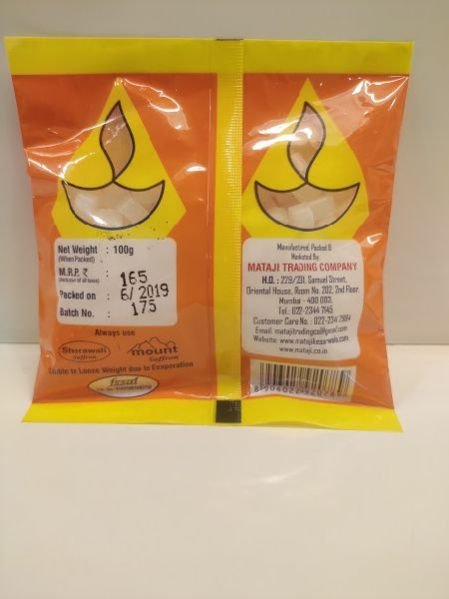 Net Weight : 100g
(When Packed)
M.R.P. ₹ : 165
(Inclusive of all taxes)
Packed on : 6/2019
Batch No. : 175
Always use
Sherawali
Saffron
mount
Saffron
Liable to Loose Weight due to Evaporation
fssai
Manufactured, Packed &
Marketed By:
MATAJI TRADING COMPANY
H.O. : 229/231, Samuel Street,
Oriental House, Room No. 202, 2nd Floor,
Mumbai - 400 003.
Tel.: 022-2344 7145
Customer Care No. : 022-234
Email: matajitradingco@gmail.com
Website: www.matajikesarwala.com
www.mataji.co.in